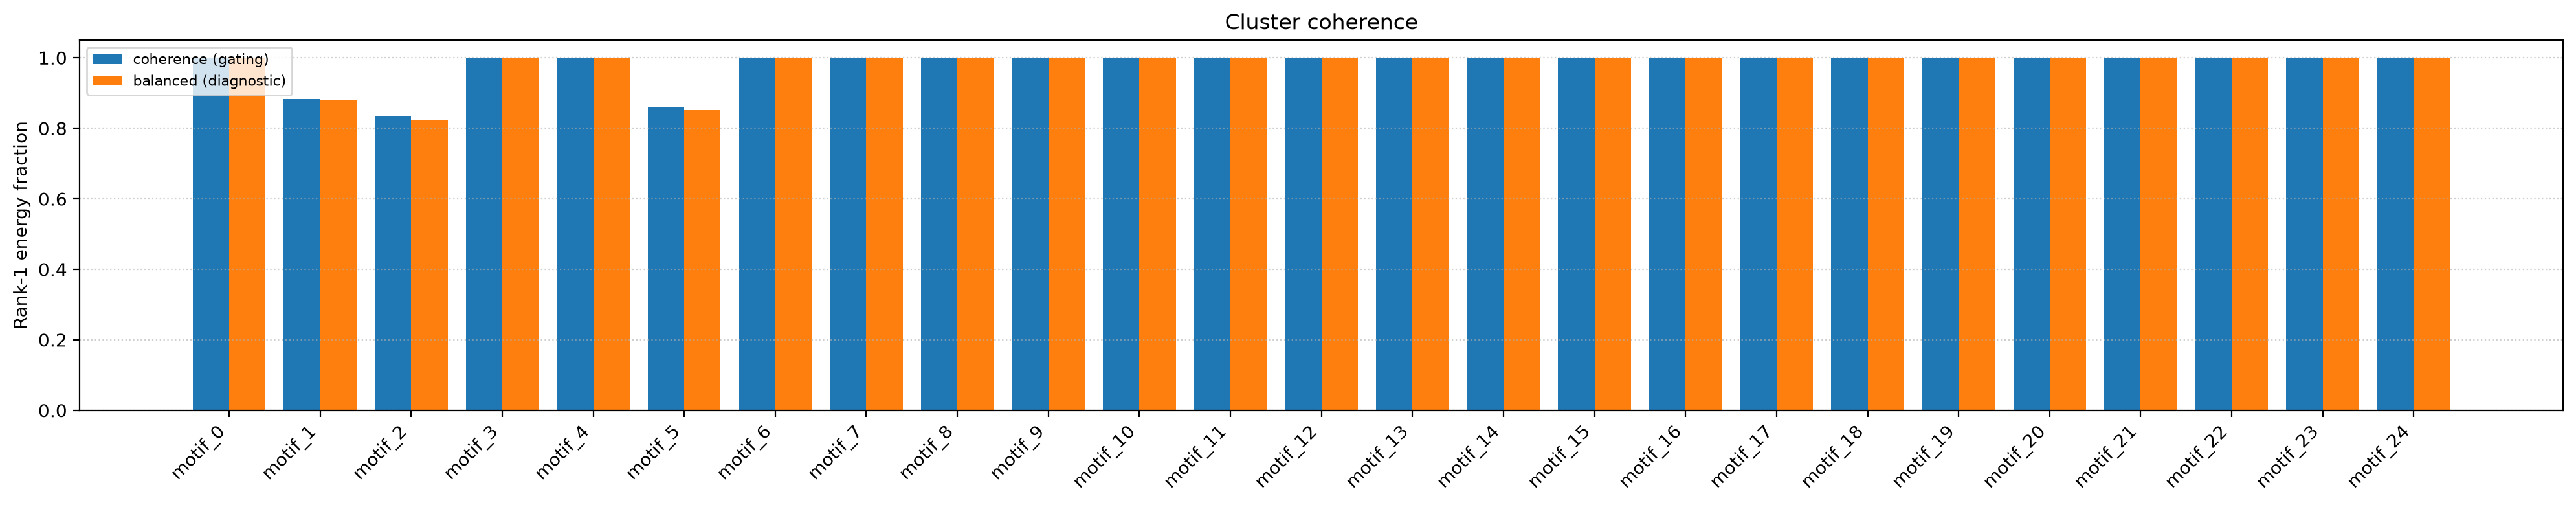 Cluster coherence
coherence (gating)
balanced (diagnostic)
Rank-1 energy fraction
1.0
0.8
0.6
0.4
0.2
0.0
motif_0
motif_1
motif_2
motif_3
motif_4
motif_5
motif_6
motif_7
motif_8
motif_9
motif_10
motif_11
motif_12
motif_13
motif_14
motif_15
motif_16
motif_17
motif_18
motif_19
motif_20
motif_21
motif_22
motif_23
motif_24